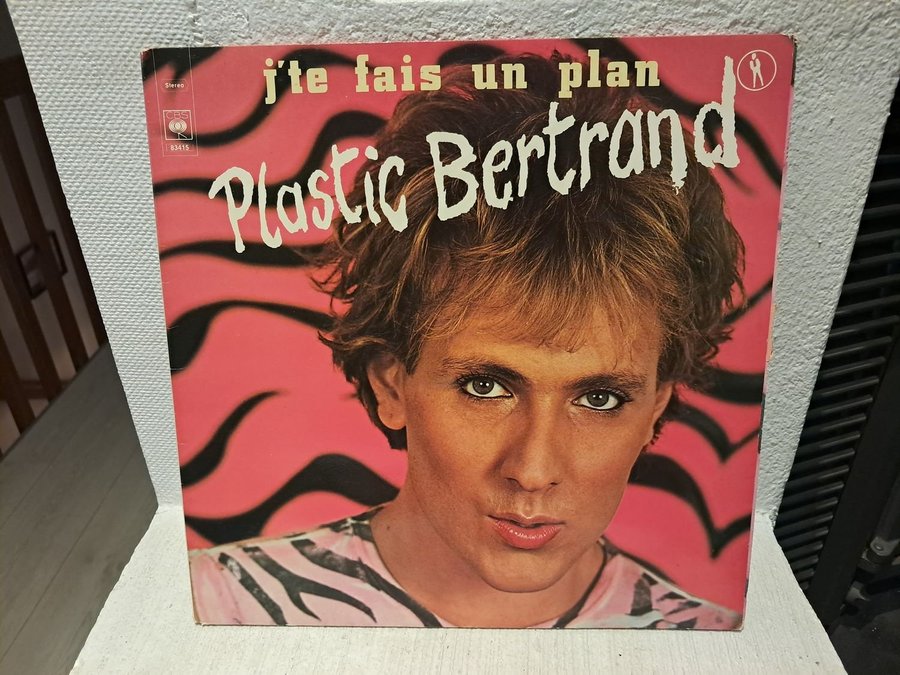 j'te fais un plan
Stereo
CBS
83415
Plastic Bertrand